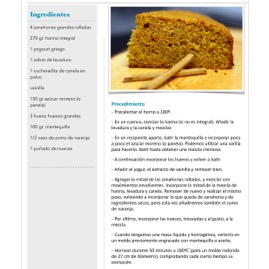 Ingredientes
4 zanahorias grandes ralladas
270 gr. harina integral
1 yogourt griego
1 sobre de levadura
1 cucharadita de canela en
polvo
vainilla
150 gr azúcar moreno (o
panela)
3 huevos huevos grandes
100 gr. mantequilla
1/2 vaso de zumo de naranja
1 puñado de nueces
Procedimiento
- Precalentar el horno a 180º.
- En un cuenco, tamizar la harina (si no es integral). Añadir la
levadura y la canela y mezclar.
- En un recipiente aparte, batir la mantequilla e incorporar poco
a poco el azúcar moreno (o panela). Podemos utilizar una varilla
para hacerlo. Batir hasta obtener una mezcla cremosa.
- A continuación incorporar los huevos y volver a batir.
- Añadir el yogur, el extracto de vainilla y remover bien.
- Agregar la mitad de las zanahorias ralladas, y mezclar con
movimientos envolventes. Incorporar la mitad de la mezcla de
harina, levadura y canela. Remover de nuevo y realizar el mismo
paso, volviendo a incorporar lo que queda de zanahoria y de
ingredientes secos, pero esta vez añadiremos también el zumo
de naranja.
- Por último, incorporar las nueces, troceadas a al gusto, a la
mezcla.
- Cuando tengamos una masa líquida y homogénea, verterla en
un molde previamente engrasado con mantequilla o aceite.
- Hornear durante 50 minutos a 180ºC (para un molde redondo
de 27 cm de diámetro), comprobando cada cierto tiempo su
evolución.